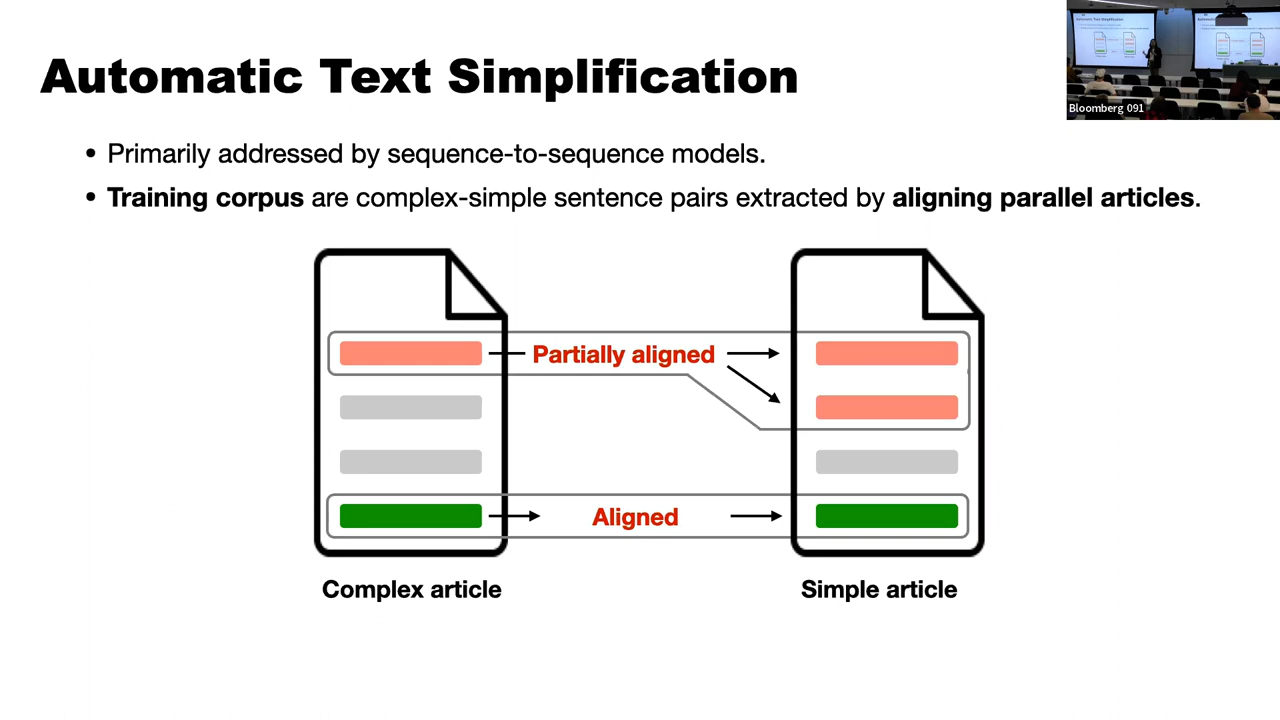 Automatic Text Simplification
• Primarily addressed by sequence-to-sequence models.
• Training corpus are complex-simple sentence pairs extracted by aligning parallel articles.
Partially aligned
Aligned
Complex article
Simple article
Bloomberg 091